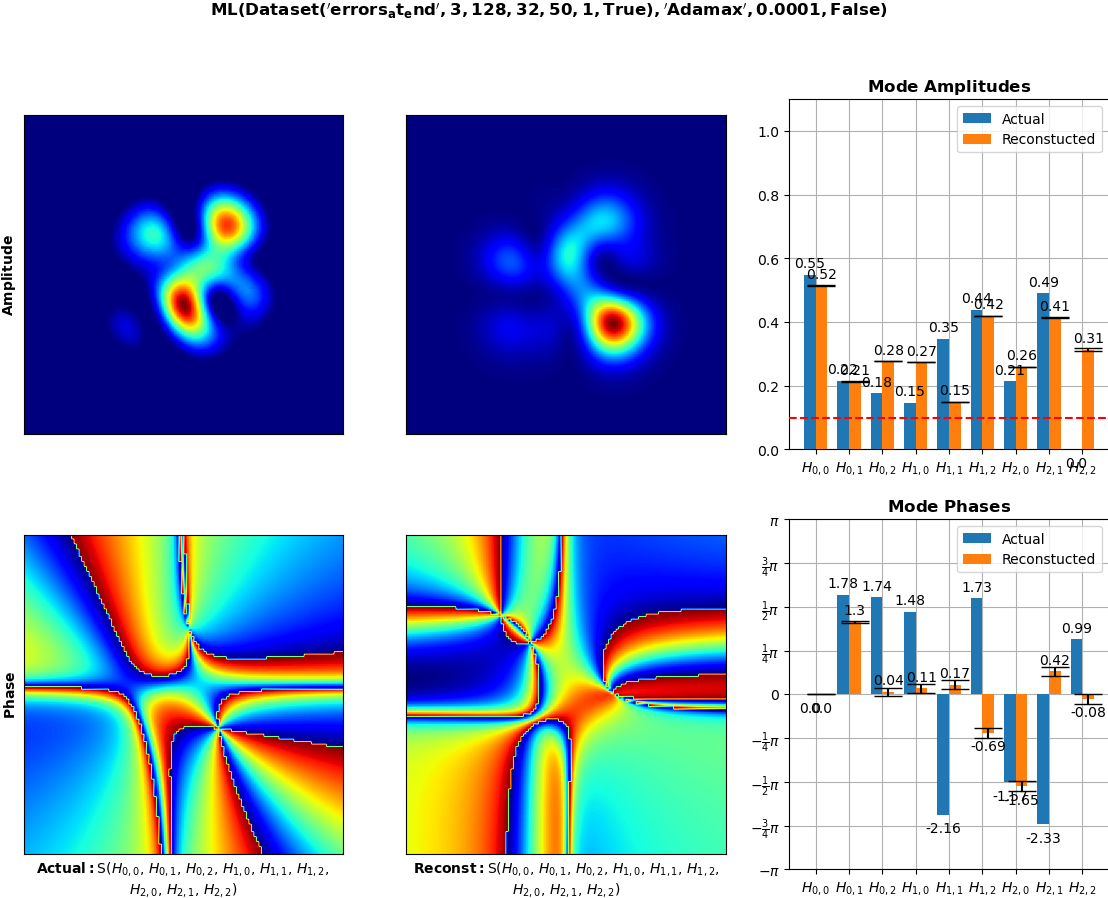 ML(Dataset('errorsₐtₑnd', 3, 128, 32, 50, 1, True), 'Adamax', 0.0001, False)
Amplitude
Mode Amplitudes
Actual
Reconstucted
1.0
0.8
0.6
0.4
0.2
0.0
0.55
0.52
0.22
0.21
0.18
0.28
0.15
0.27
0.35
0.15
0.44
0.42
0.21
0.26
0.49
0.41
0.0
0.31
H₀,₀ H₀,₁ H₀,₂ H₁,₀ H₁,₁ H₁,₂ H₂,₀ H₂,₁ H₂,₂
Phase
Mode Phases
Actual
Reconstucted
π
3/4π
1/2π
1/4π
0
−1/4π
−1/2π
−3/4π
−π
0.0
0.0
1.78
1.3
1.74
0.04
1.48
0.11
-2.16
0.17
1.73
-0.69
-1.65
-2.33
0.42
0.99
-0.08
H₀,₀ H₀,₁ H₀,₂ H₁,₀ H₁,₁ H₁,₂ H₂,₀ H₂,₁ H₂,₂
Actual: S(H₀,₀, H₀,₁, H₀,₂, H₁,₀, H₁,₁, H₁,₂,
H₂,₀, H₂,₁, H₂,₂)
Reconst: S(H₀,₀, H₀,₁, H₀,₂, H₁,₀, H₁,₁, H₁,₂,
H₂,₀, H₂,₁, H₂,₂)